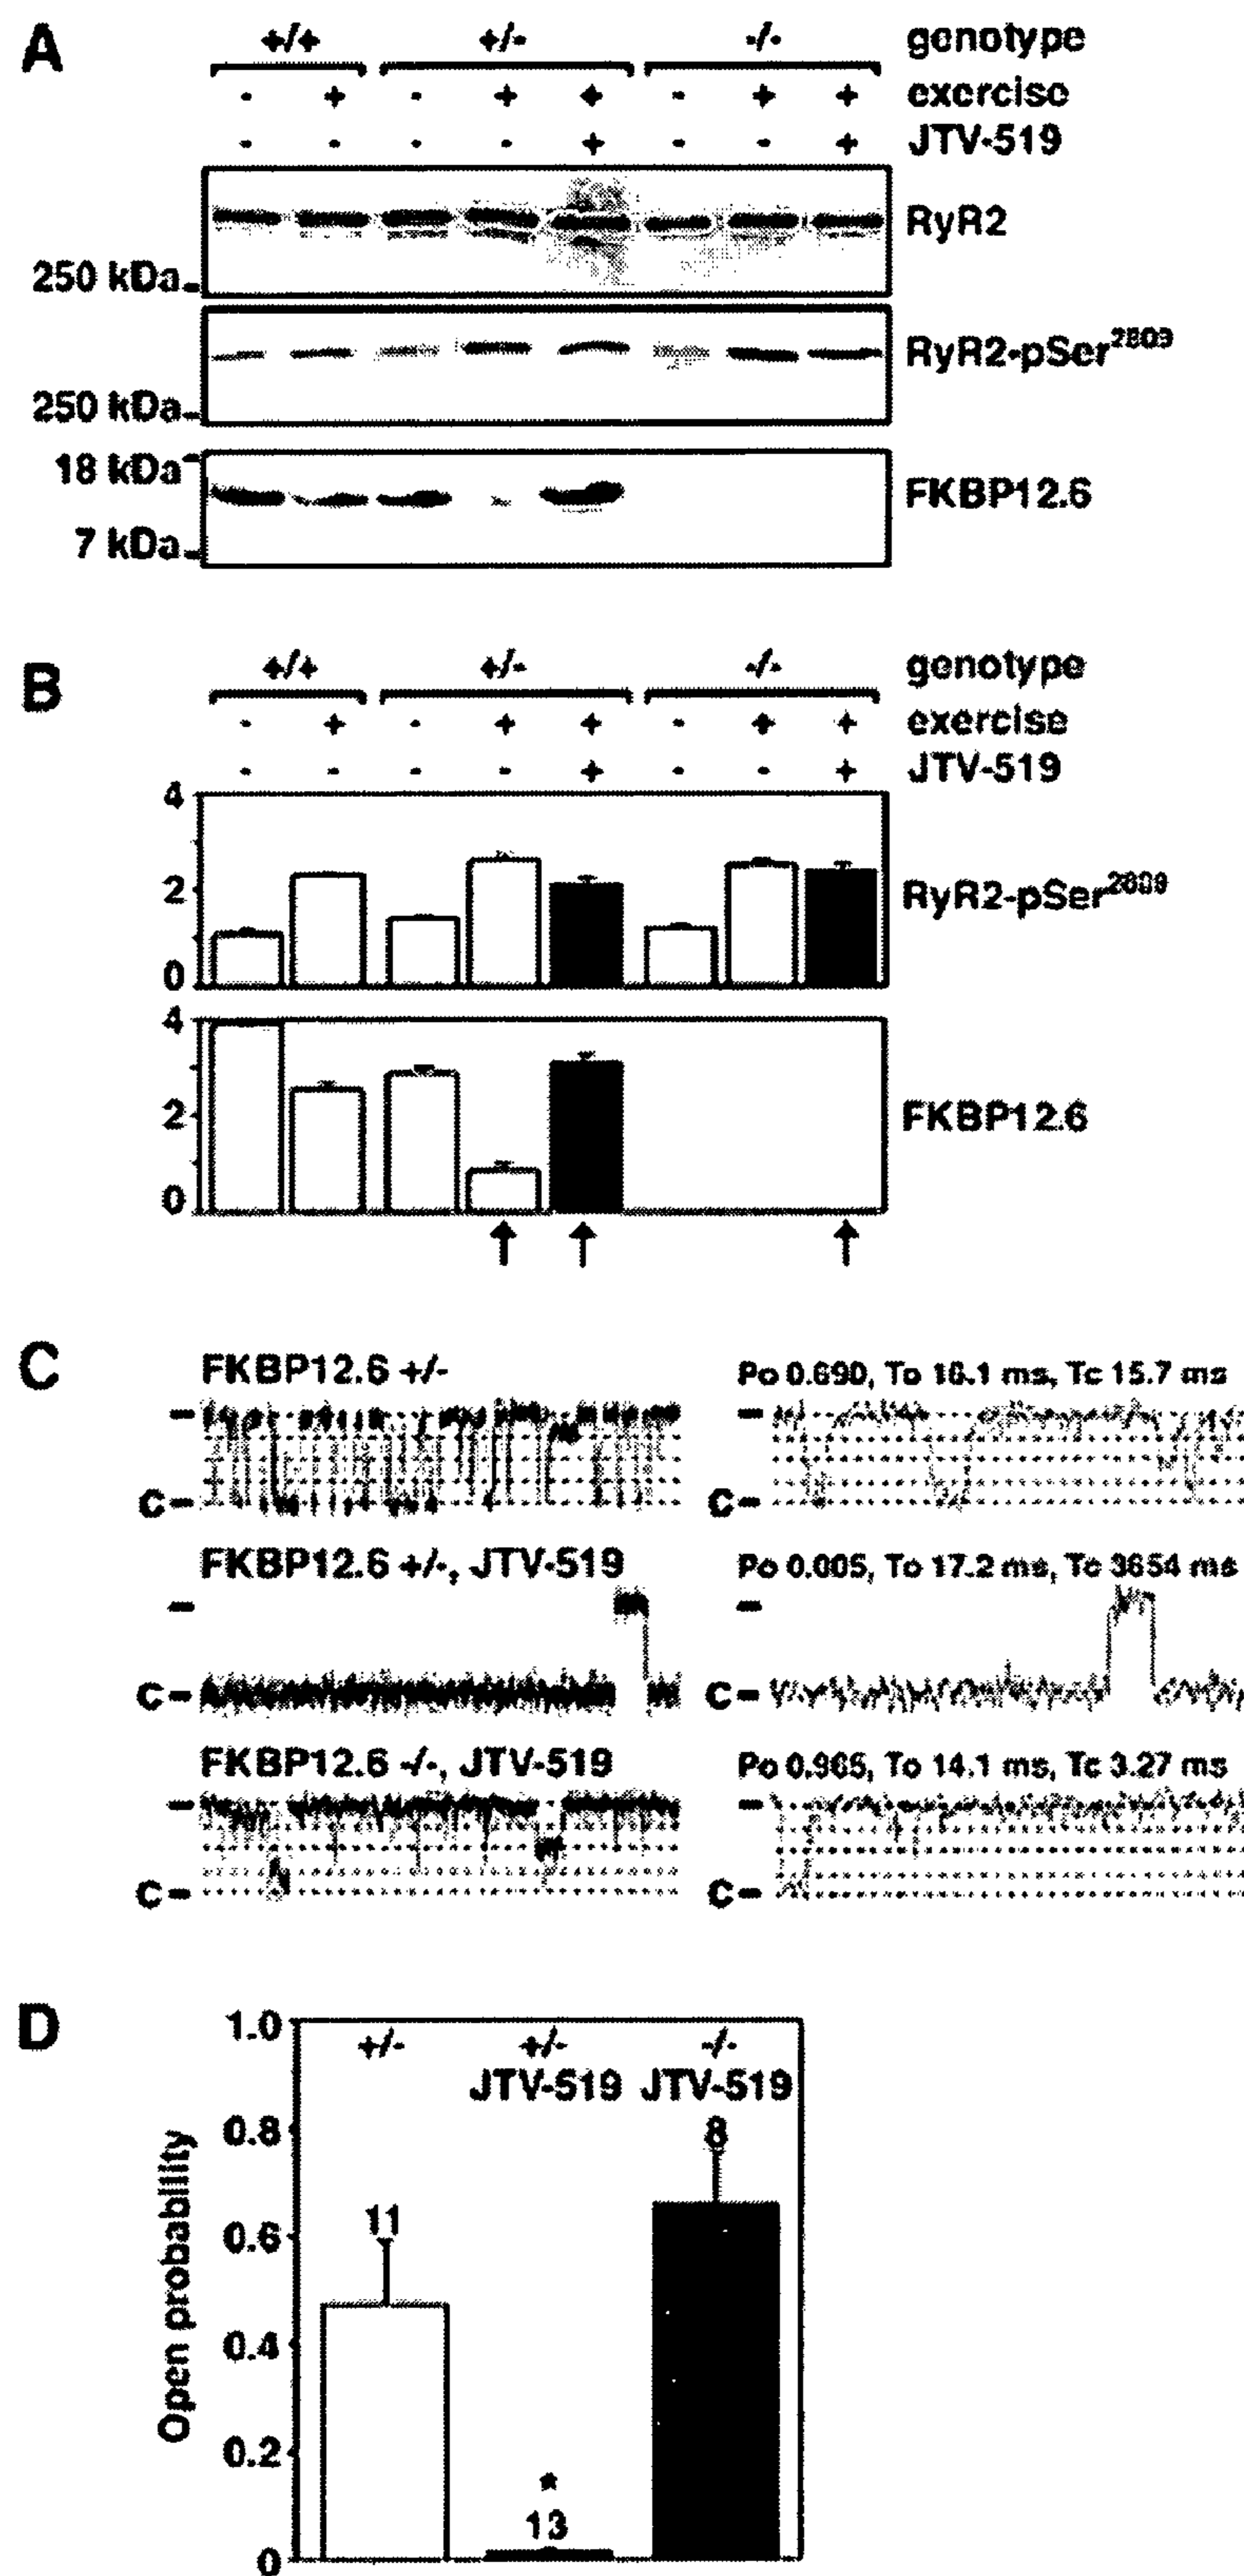 A
+/+ +/- -/- genotype
- + - + + - + + exercise
- - - - + - - + JTV-519
RyR2
250 kDa
RyR2-pSer2809
250 kDa
18 kDa
FKBP12.6
7 kDa
B
+/+ +/- -/- genotype
- + - + + - + + exercise
- - - - + - - + JTV-519
4
2
0
RyR2-pSer2809
4
2
0
FKBP12.6
C
FKBP12.6 +/- Po 0.690, To 16.1 ms, Tc 15.7 ms
C C
FKBP12.6 +/-, JTV-519 Po 0.005, To 17.2 ms, Tc 3654 ms
C C
FKBP12.6 -/-, JTV-519 Po 0.965, To 14.1 ms, Tc 3.27 ms
C C
D
1.0
+/- +/- -/-
JTV-519 JTV-519
0.8
8
0.6
11
0.4
0.2
*
13
0
Open probability